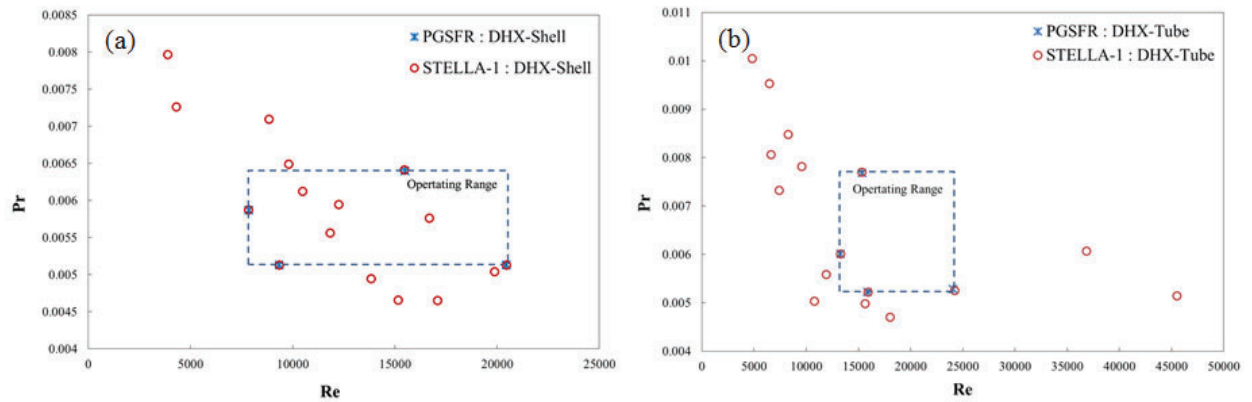 (a)
PGSFR : DHX-Shell
STELLA-1 : DHX-Shell
Opertating Range
0.0085
0.008
0.0075
0.007
0.0065
0.006
0.0055
0.005
0.0045
0.004
Pr
0
5000
10000
15000
20000
25000
Re
(b)
PGSFR : DHX-Tube
STELLA-1 : DHX-Tube
Opertating Range
0.011
0.01
0.009
0.008
0.007
0.006
0.005
0.004
Pr
0
5000
10000
15000
20000
25000
30000
35000
40000
45000
50000
Re